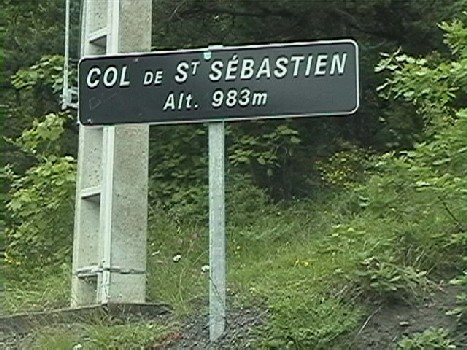 COL DE ST SÉBASTIEN
Alt. 983m